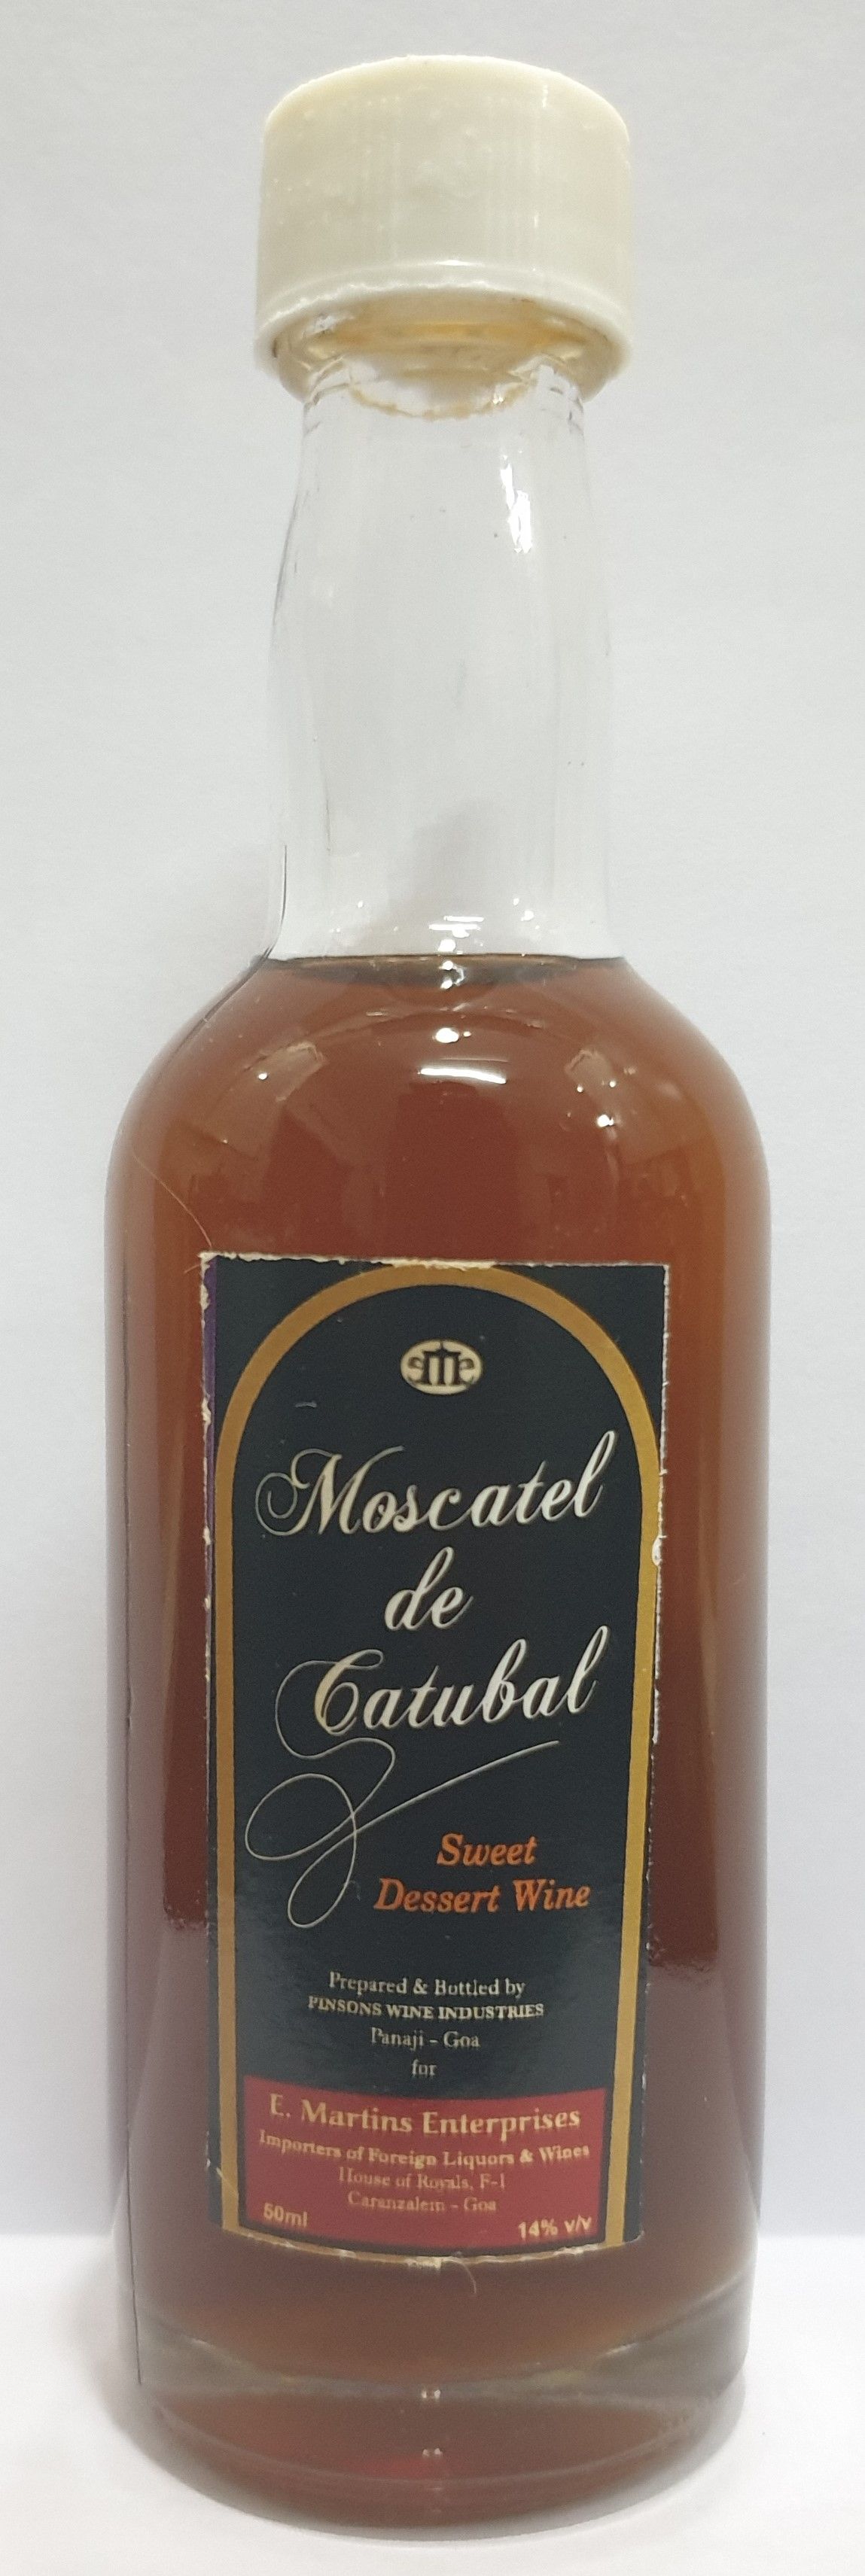 eme
Moscatel
de
Catubal
Sweet
Dessert Wine
Prepared & Bottled by
PINSONS WINE INDUSTRIES
Panaji - Goa
for
E. Martins Enterprises
Importers of Foreign Liquors & Wines
House of Royals, F-1
Caranzalem - Goa
50ml 14% v/v